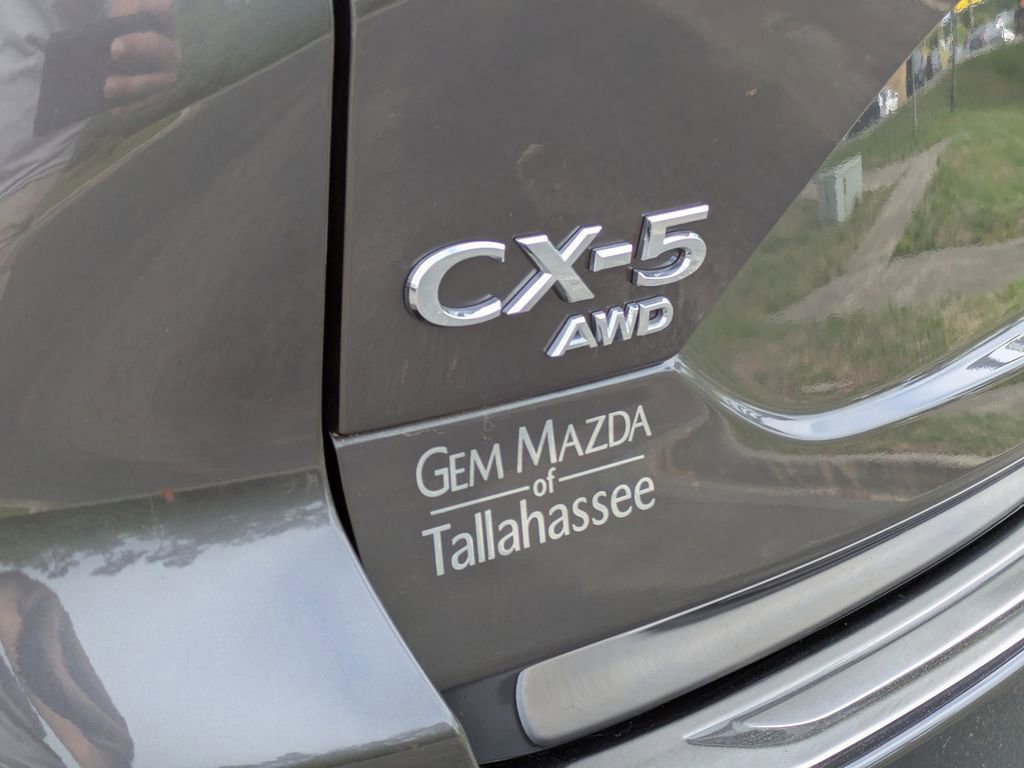 CX-5
AWD
GEM MAZDA
of
Tallahassee